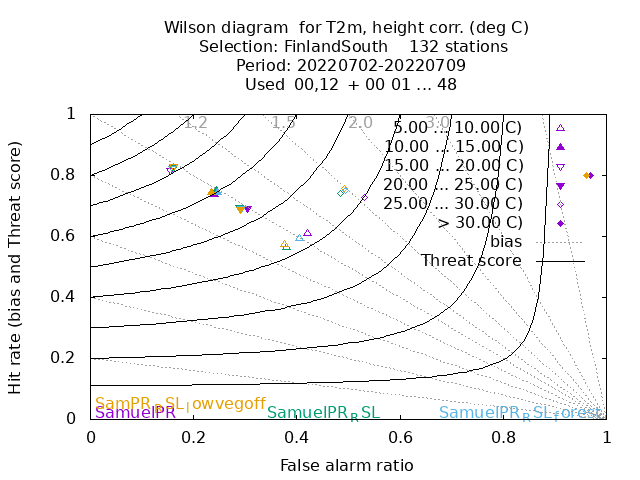 Wilson diagram for T2m, height corr. (deg C)
Selection: FinlandSouth 132 stations
Period: 20220702-20220709
Used 00,12 + 00 01 ... 48
Hit rate (bias and Threat score)
1
0.8
0.6
0.4
0.2
0
1.2 1.5 2.0 3.0
5.00 ... 10.00 C)
10.00 ... 15.00 C)
15.00 ... 20.00 C)
20.00 ... 25.00 C)
25.00 ... 30.00 C)
> 30.00 C)
bias
Threat score
SamPRRSLlowvegoff
SamuelPR SamuelPRRSL SamuelPRRSLforest
0 0.2 0.4 0.6 0.8 1
False alarm ratio